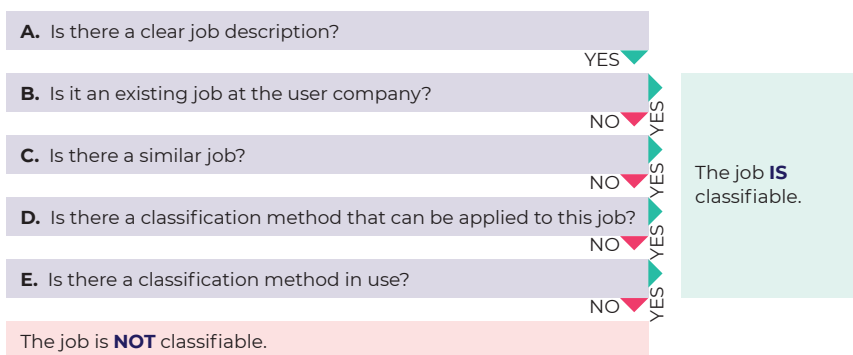 A. Is there a clear job description?
YES
B. Is it an existing job at the user company?
YES
NO
C. Is there a similar job?
YES
NO
D. Is there a classification method that can be applied to this job?
YES
NO
E. Is there a classification method in use?
YES
NO
The job IS
classifiable.
The job is NOT classifiable.